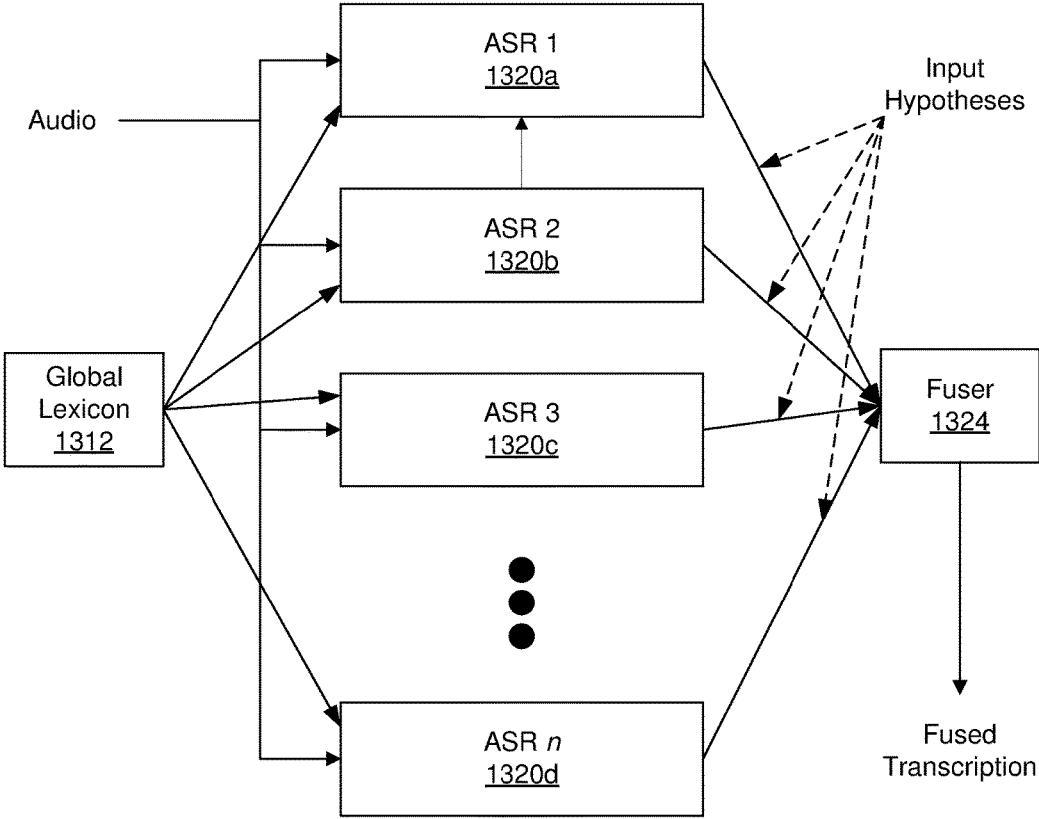 ASR 1
1320a
Input
Hypotheses
Audio
ASR 2
1320b
Global
Lexicon
1312
ASR 3
1320c
Fuser
1324
ASR n
1320d
Fused
Transcription